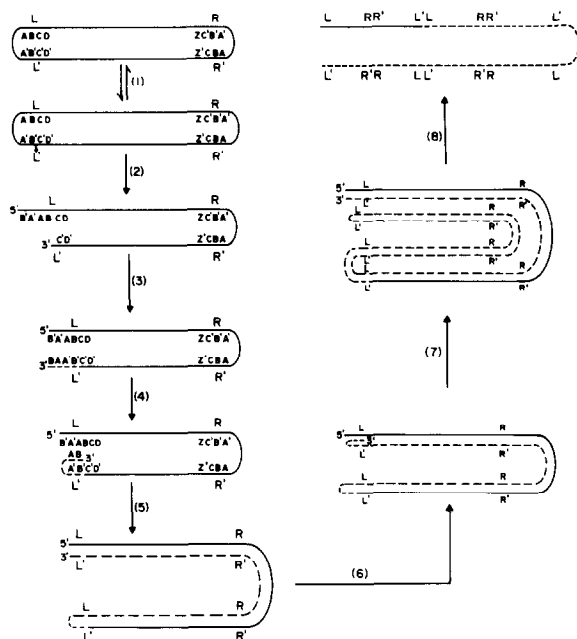 L R
ABCD ZC'B'A'
A'B'C'D' Z'CBA
L' R'
(1)
L R
ABCD ZC'B'A'
A'B'C'D' Z'CBA
L' R'
(2)
L R
5'
B'A'ABCD ZC'B'A'
3' C'D' Z'CBA
L' R'
(3)
L R
5'
B'A'ABCD ZC'B'A'
3' BAA'B'C'D' Z'CBA
L' R'
(4)
L R
5'
B'A'ABCD ZC'B'A'
AB 3'
A'B'C'D' Z'CBA
L' R'
(5)
L R
5'
3'
L' R'
L R
L' R'
(6)
RR' L'L RR' L'
L' R'R LL' R'R L
(8)
L R
5'
3'
L' R'
L R
L' R'
L R
L R'
L R
L' R'
(7)
L R
5' 3'
L' R'
L R
L' R'